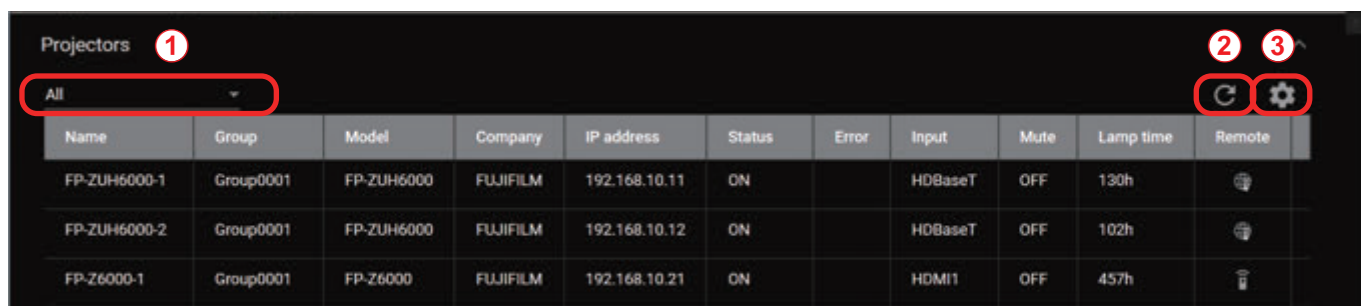 Projectors 1 2 3
All
Name Group Model Company IP address Status Error Input Mute Lamp time Remote
FP-ZUH6000-1 Group0001 FP-ZUH6000 FUJIFILM 192.168.10.11 ON HDBaseT OFF 130h
FP-ZUH6000-2 Group0001 FP-ZUH6000 FUJIFILM 192.168.10.12 ON HDBaseT OFF 102h
FP-Z6000-1 Group0001 FP-Z6000 FUJIFILM 192.168.10.21 ON HDMI1 OFF 457h